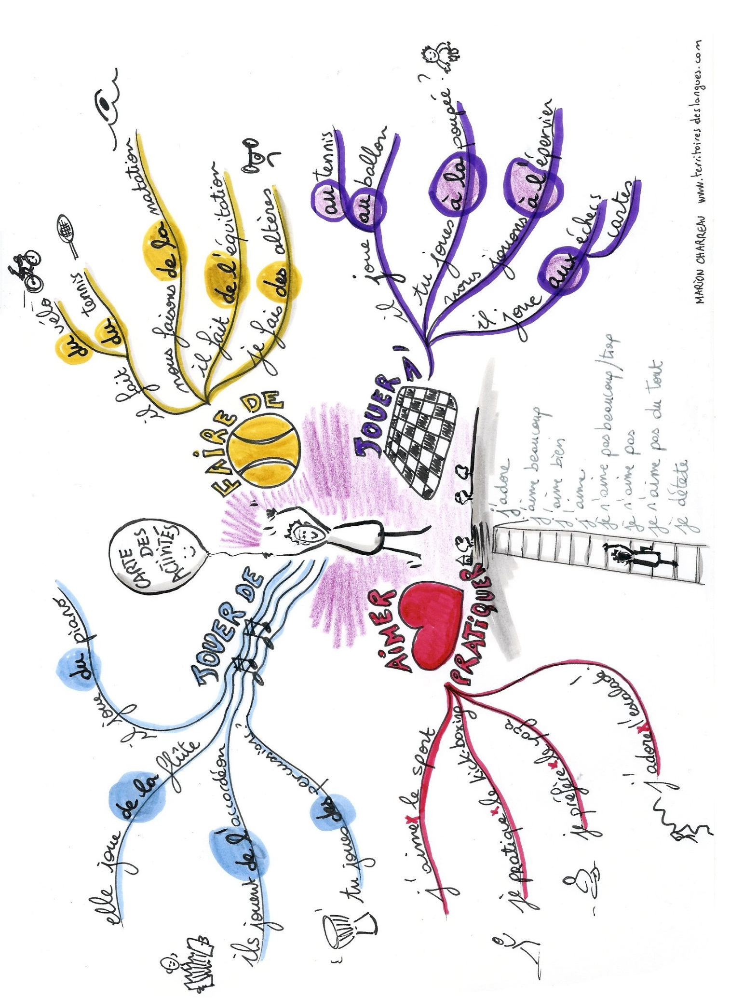 CARTE
DES
ACTIVITÉS
JOUER DE
il joue du piano
elle joue de la flûte
ils jouent de l'accordéon
tu joues des percussions?
FAIRE DE
il fait
du vélo
du tennis
nous faisons de la natation
il fait de l'équitation
je fais des altères
JOUER À
il joue
au tennis
au ballon
tu joues à la poupée?
nous jouons à l'épervier
il joue aux échecs
cartes
AIMER
PRATIQUER
j'aime x le sport
je pratique x le kick-boxing
je préfère x le yoga
j'adore x l'escalade!
j'adore
j'aime beaucoup
j'aime bien
j'aime
je n'aime pas beaucoup/trop
je n'aime pas
je n'aime pas du tout
je déteste
MARION CHARREAU www.territoiresdeslangues.com